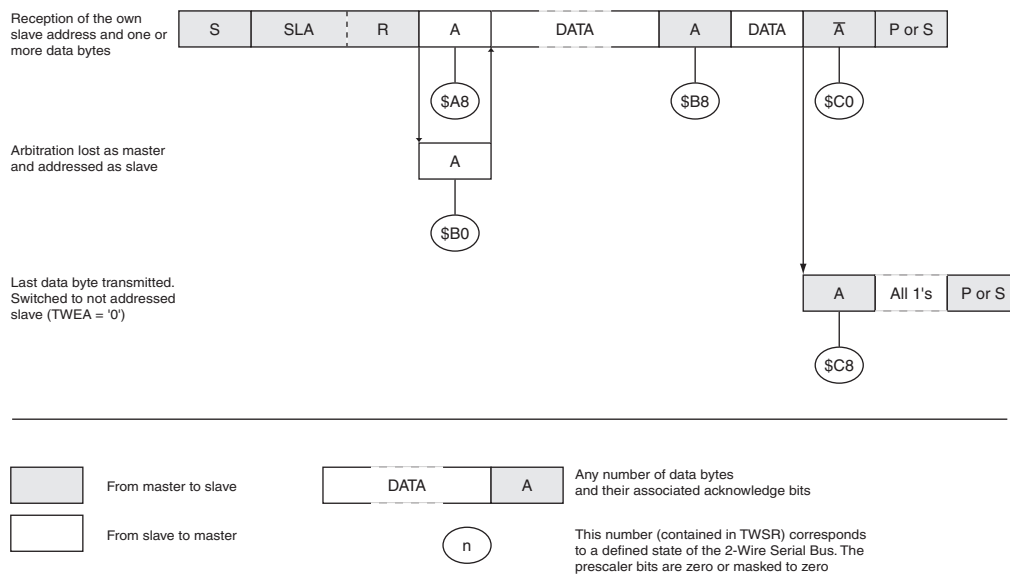 Reception of the own
slave address and one or
more data bytes
S SLA R A DATA A DATA A̅ P or S
$A8 $B8 $C0
Arbitration lost as master
and addressed as slave
A
$B0
Last data byte transmitted.
Switched to not addressed
slave (TWEA = '0')
A All 1's P or S
$C8
From master to slave
DATA A
Any number of data bytes
and their associated acknowledge bits
From slave to master
n
This number (contained in TWSR) corresponds
to a defined state of the 2-Wire Serial Bus. The
prescaler bits are zero or masked to zero